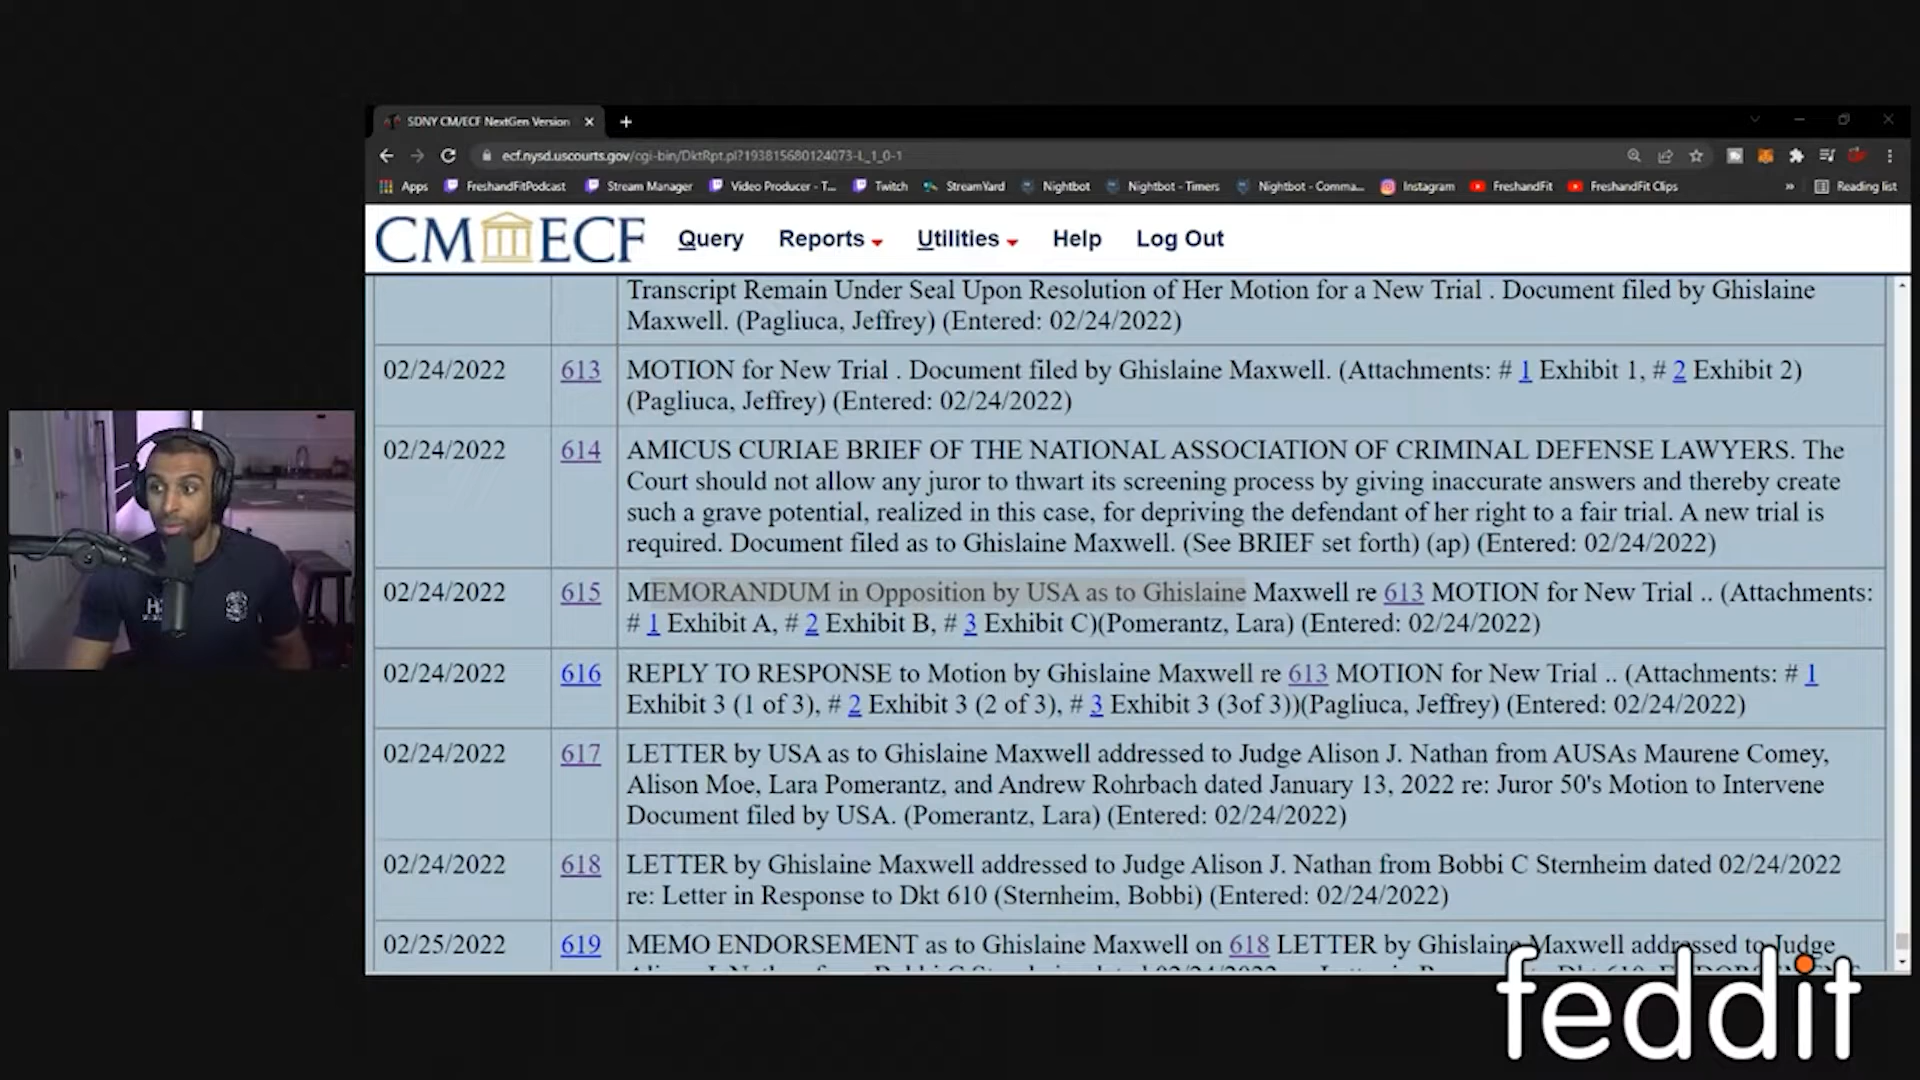 SDNY CM/ECF NextGen Version
ecf.nysd.uscourts.gov/cgi-bin/DktRpt.pl?193815680124073-L_1_0-1
Apps FreshandFitPodcast Stream Manager Video Producer - T... Twitch StreamYard Nightbot Nightbot - Timers Nightbot - Comma... Instagram FreshandFit FreshandFit Clips » Reading list
CM ECF Query Reports Utilities Help Log Out
Transcript Remain Under Seal Upon Resolution of Her Motion for a New Trial . Document filed by Ghislaine
Maxwell. (Pagliuca, Jeffrey) (Entered: 02/24/2022)
02/24/2022 613 MOTION for New Trial . Document filed by Ghislaine Maxwell. (Attachments: # 1 Exhibit 1, # 2 Exhibit 2)
(Pagliuca, Jeffrey) (Entered: 02/24/2022)
02/24/2022 614 AMICUS CURIAE BRIEF OF THE NATIONAL ASSOCIATION OF CRIMINAL DEFENSE LAWYERS. The
Court should not allow any juror to thwart its screening process by giving inaccurate answers and thereby create
such a grave potential, realized in this case, for depriving the defendant of her right to a fair trial. A new trial is
required. Document filed as to Ghislaine Maxwell. (See BRIEF set forth) (ap) (Entered: 02/24/2022)
02/24/2022 615 MEMORANDUM in Opposition by USA as to Ghislaine Maxwell re 613 MOTION for New Trial .. (Attachments:
# 1 Exhibit A, # 2 Exhibit B, # 3 Exhibit C)(Pomerantz, Lara) (Entered: 02/24/2022)
02/24/2022 616 REPLY TO RESPONSE to Motion by Ghislaine Maxwell re 613 MOTION for New Trial .. (Attachments: # 1
Exhibit 3 (1 of 3), # 2 Exhibit 3 (2 of 3), # 3 Exhibit 3 (3of 3))(Pagliuca, Jeffrey) (Entered: 02/24/2022)
02/24/2022 617 LETTER by USA as to Ghislaine Maxwell addressed to Judge Alison J. Nathan from AUSAs Maurene Comey,
Alison Moe, Lara Pomerantz, and Andrew Rohrbach dated January 13, 2022 re: Juror 50's Motion to Intervene
Document filed by USA. (Pomerantz, Lara) (Entered: 02/24/2022)
02/24/2022 618 LETTER by Ghislaine Maxwell addressed to Judge Alison J. Nathan from Bobbi C Sternheim dated 02/24/2022
re: Letter in Response to Dkt 610 (Sternheim, Bobbi) (Entered: 02/24/2022)
02/25/2022 619 MEMO ENDORSEMENT as to Ghislaine Maxwell on 618 LETTER by Ghislaine Maxwell addressed to Judge
feddit